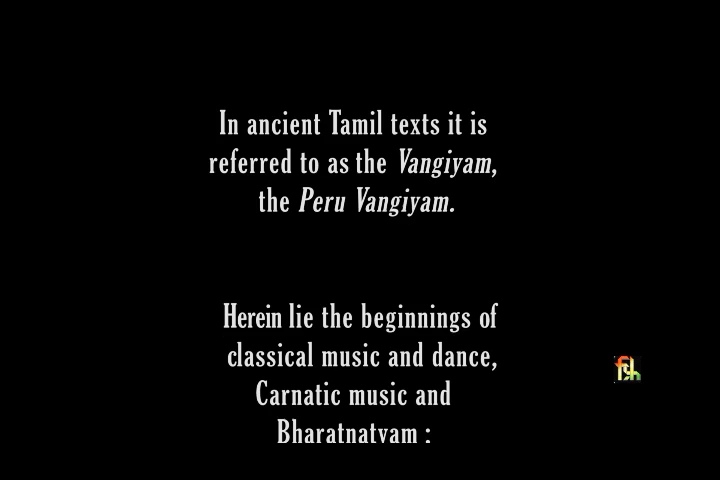 In ancient Tamil texts it is
referred to as the Vangiyam,
the Peru Vangiyam.
Herein lie the beginnings of
classical music and dance,
Carnatic music and
Bharatnatvam :